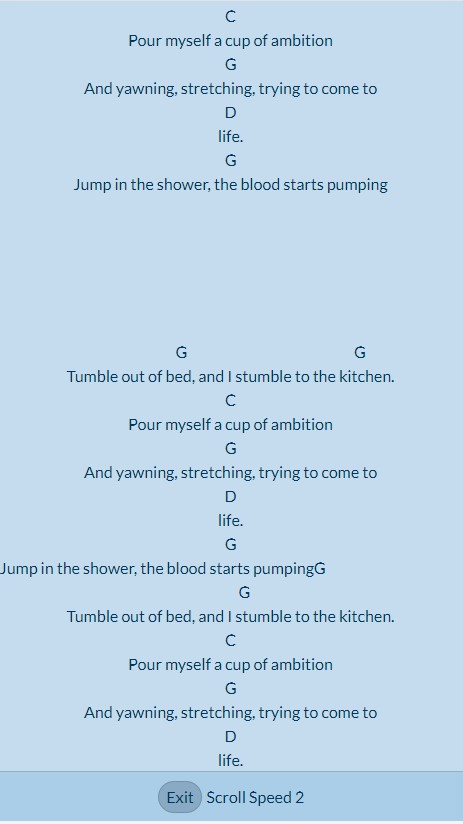 C
Pour myself a cup of ambition
G
And yawning, stretching, trying to come to
D
life.
G
Jump in the shower, the blood starts pumping
G G
Tumble out of bed, and I stumble to the kitchen.
C
Pour myself a cup of ambition
G
And yawning, stretching, trying to come to
D
life.
G
Jump in the shower, the blood starts pumpingG
G
Tumble out of bed, and I stumble to the kitchen.
C
Pour myself a cup of ambition
G
And yawning, stretching, trying to come to
D
life.
Exit Scroll Speed 2